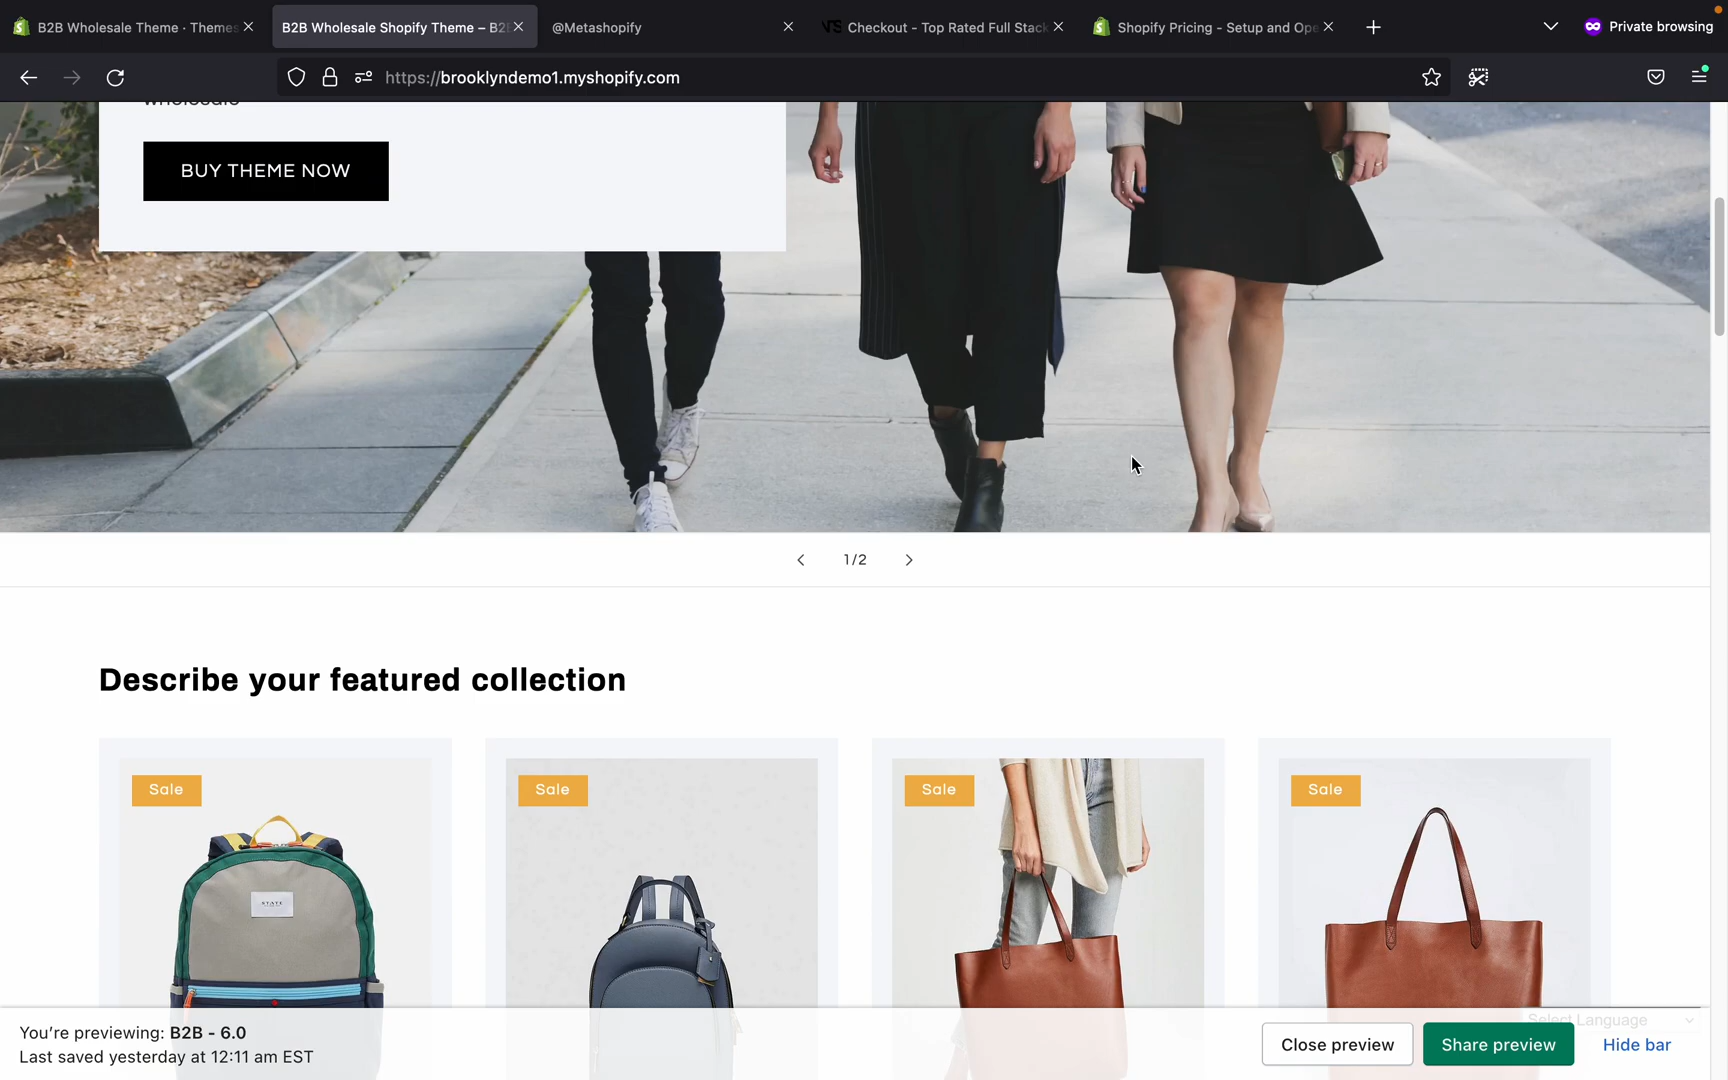 B2B Wholesale Theme · Themes
B2B Wholesale Shopify Theme – B2B
@Metashopify
VTS Checkout - Top Rated Full Stack
Shopify Pricing - Setup and Ope
Private browsing
https://brooklyndemo1.myshopify.com
wholesale
BUY THEME NOW
1/2
Describe your featured collection
Sale
Sale
Sale
Sale
STATE
Select Language
You're previewing: B2B - 6.0
Last saved yesterday at 12:11 am EST
Close preview
Share preview
Hide bar